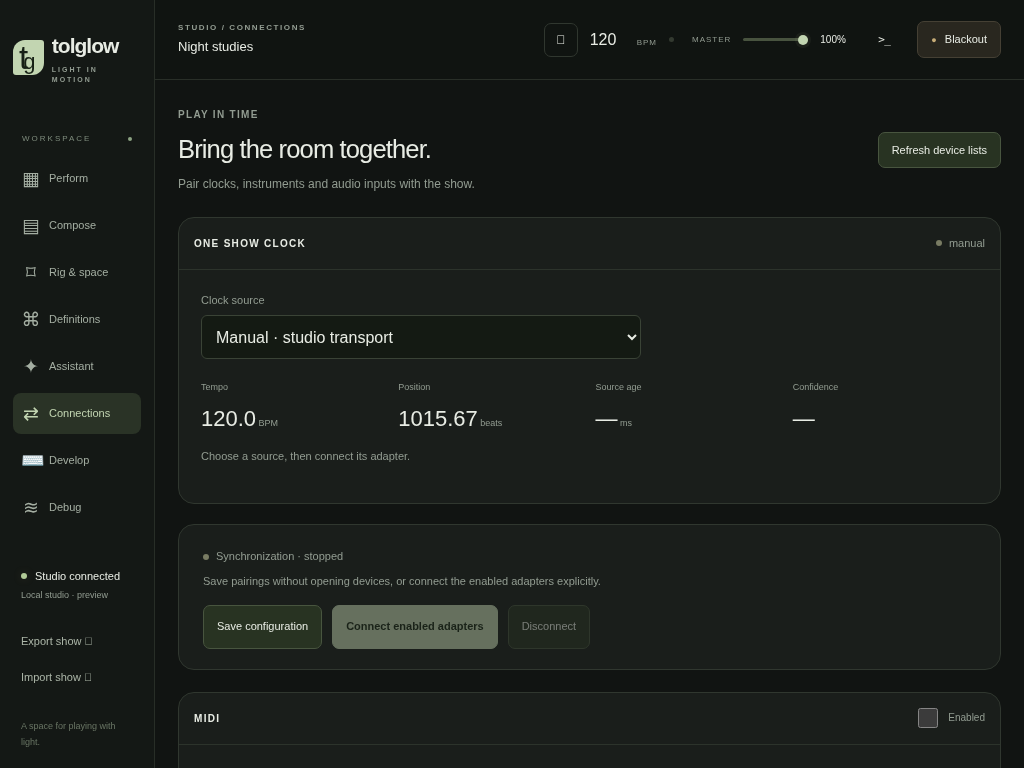 tg tolglow
LIGHT IN
MOTION
WORKSPACE
Perform
Compose
Rig & space
Definitions
Assistant
Connections
Develop
Debug
Studio connected
Local studio · preview
Export show
Import show
A space for playing with
light.
STUDIO / CONNECTIONS
Night studies
120 BPM
MASTER 100%
>_
Blackout
PLAY IN TIME
Bring the room together.
Pair clocks, instruments and audio inputs with the show.
Refresh device lists
ONE SHOW CLOCK
manual
Clock source
Manual · studio transport
Tempo Position Source age Confidence
120.0 BPM 1015.67 beats — ms —
Choose a source, then connect its adapter.
Synchronization · stopped
Save pairings without opening devices, or connect the enabled adapters explicitly.
Save configuration Connect enabled adapters Disconnect
MIDI
Enabled